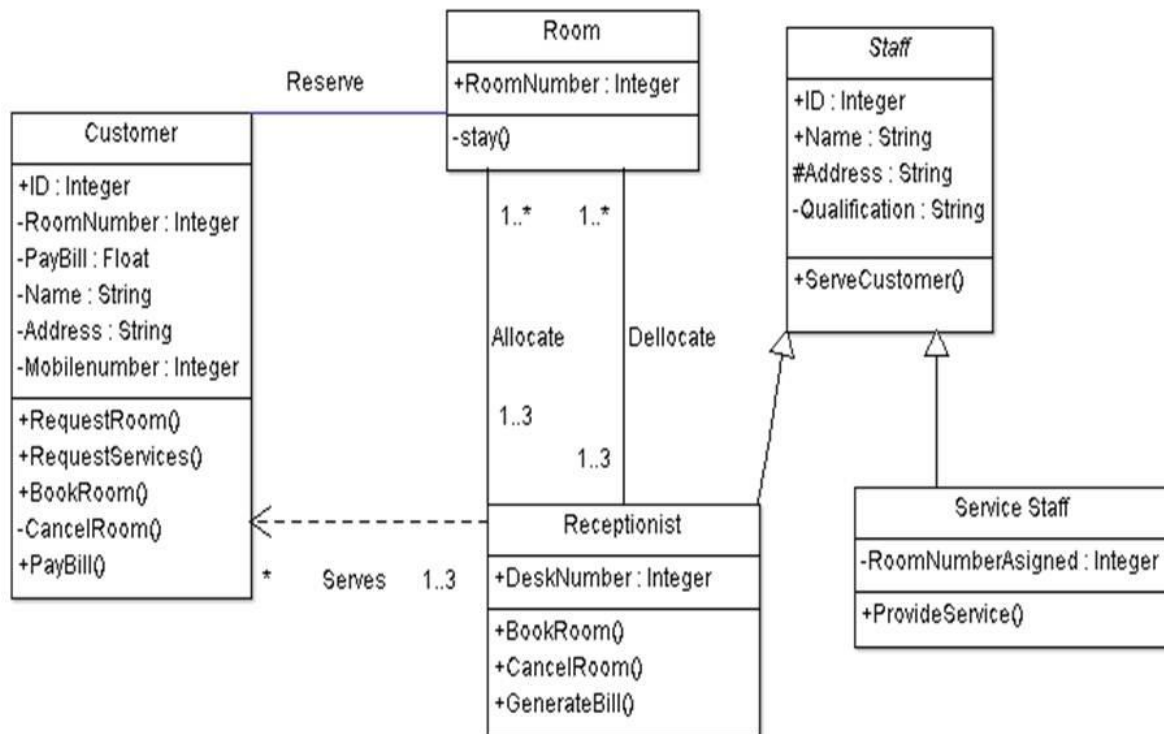 Room
+RoomNumber : Integer
-stay()
Staff
+ID : Integer
+Name : String
#Address : String
-Qualification : String
+ServeCustomer()
Reserve
Customer
+ID : Integer
-RoomNumber : Integer
-PayBill : Float
-Name : String
-Address : String
-Mobilenumber : Integer
+RequestRoom()
+RequestServices()
+BookRoom()
-CancelRoom()
+PayBill()
1..*
1..*
Allocate
Dellocate
1..3
1..3
* Serves 1..3
Receptionist
+DeskNumber : Integer
+BookRoom()
+CancelRoom()
+GenerateBill()
Service Staff
-RoomNumberAsigned : Integer
+ProvideService()